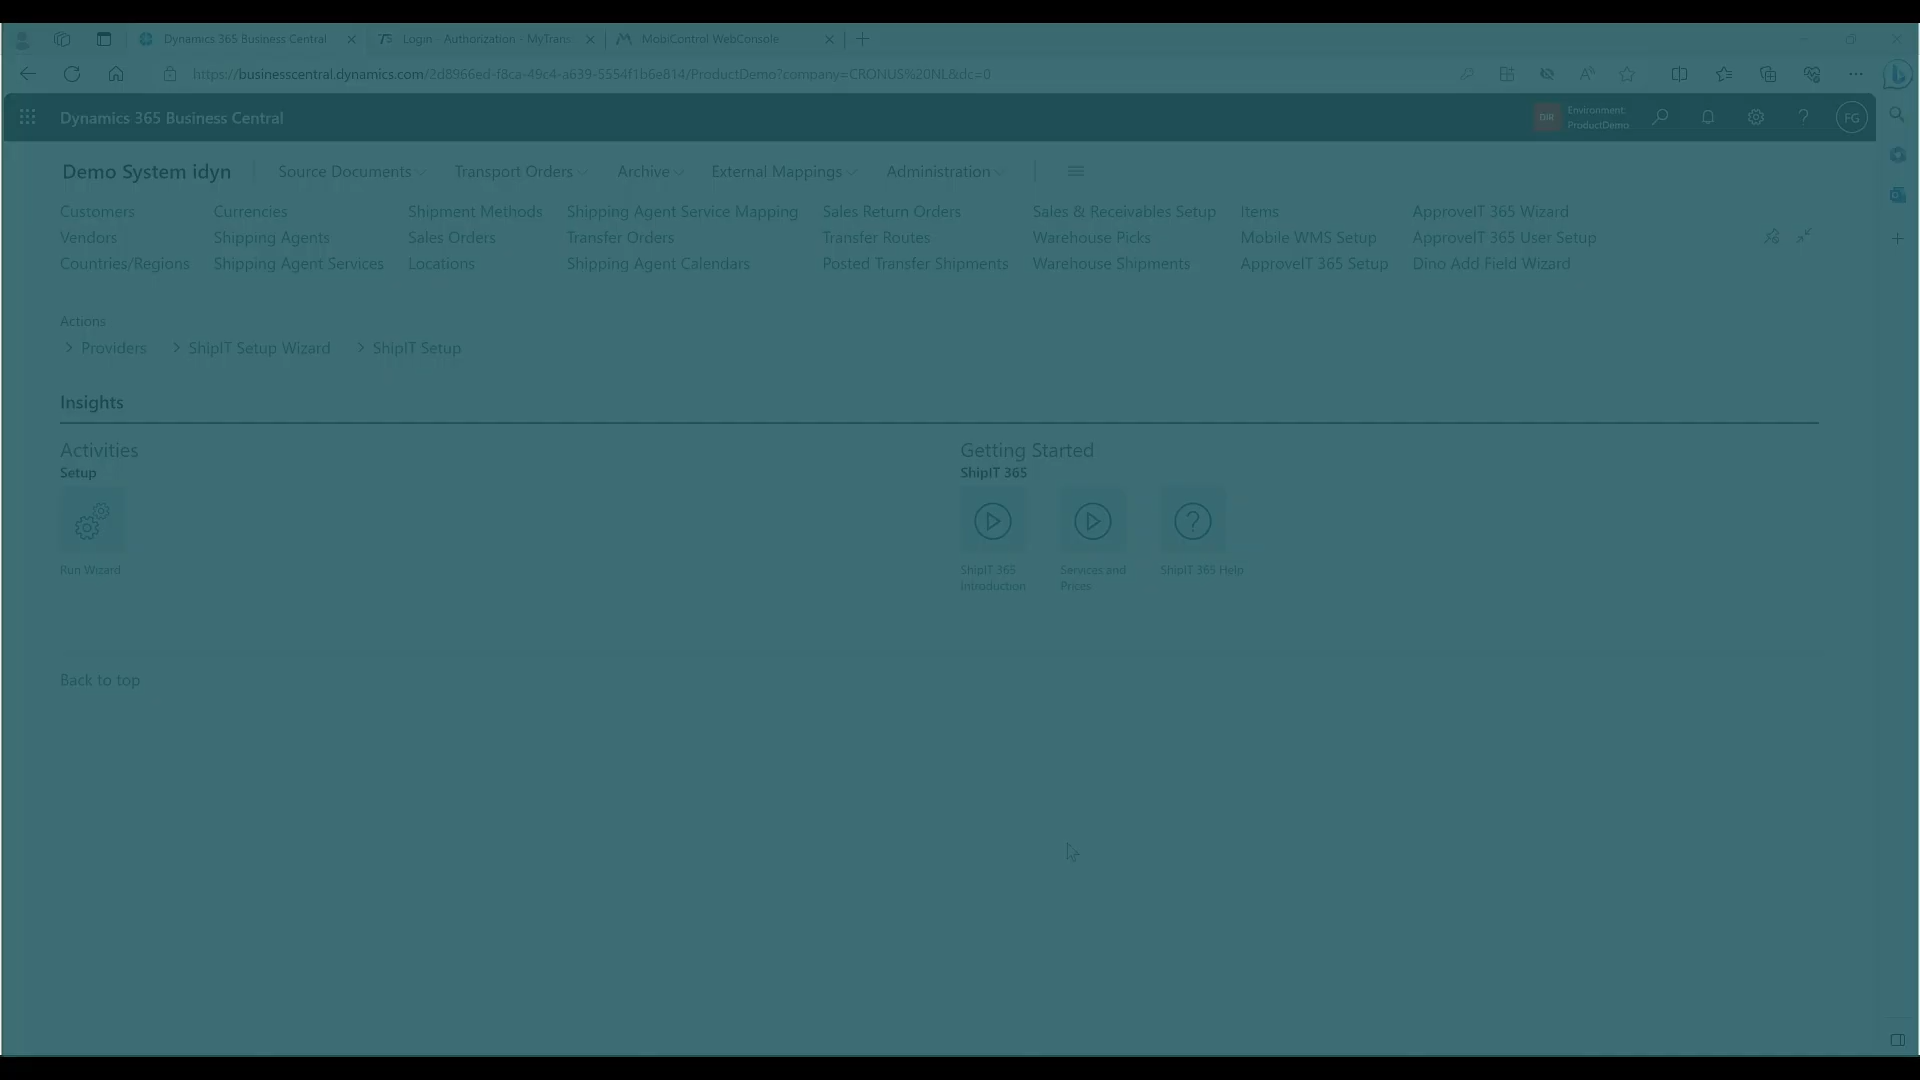 Dynamics 365 Business Central
Login - Authorization - MyTrans
MobiControl WebConsole
https://businesscentral.dynamics.com/2d8966ed-f8ca-49c4-a639-5554f1b6e814/ProductDemo?company=CRONUS%20NL&dc=0
Dynamics 365 Business Central
DIR
Environment:
ProductDemo
FG
Demo System idyn
Source Documents
Transport Orders
Archive
External Mappings
Administration
Customers Currencies Shipment Methods Shipping Agent Service Mapping Sales Return Orders Sales & Receivables Setup Items ApproveIT 365 Wizard
Vendors Shipping Agents Sales Orders Transfer Orders Transfer Routes Warehouse Picks Mobile WMS Setup ApproveIT 365 User Setup
Countries/Regions Shipping Agent Services Locations Shipping Agent Calendars Posted Transfer Shipments Warehouse Shipments ApproveIT 365 Setup Dino Add Field Wizard
Actions
> Providers > ShipIT Setup Wizard > ShipIT Setup
Insights
Activities
Setup
Run Wizard
Getting Started
ShipIT 365
ShipIT 365
Introduction
Services and
Prices
ShipIT 365 Help
Back to top